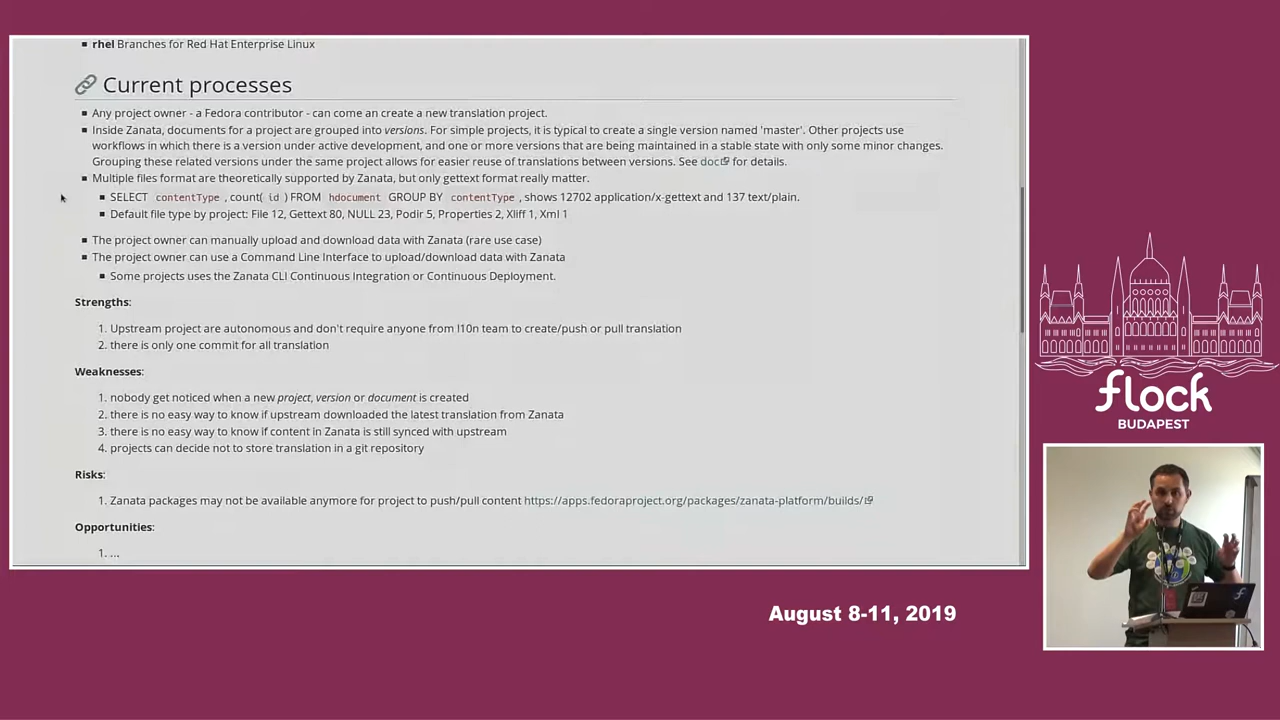 rhel Branches for Red Hat Enterprise Linux
Current processes
Any project owner - a Fedora contributor - can come an create a new translation project.
Inside Zanata, documents for a project are grouped into versions. For simple projects, it is typical to create a single version named 'master'. Other projects use
workflows in which there is a version under active development, and one or more versions that are being maintained in a stable state with only some minor changes.
Grouping these related versions under the same project allows for easier reuse of translations between versions. See doc for details.
Multiple files format are theoretically supported by Zanata, but only gettext format really matter.
SELECT contentType , count( id ) FROM hdocument GROUP BY contentType , shows 12702 application/x-gettext and 137 text/plain.
Default file type by project: File 12, Gettext 80, NULL 23, Podir 5, Properties 2, Xliff 1, Xml 1
The project owner can manually upload and download data with Zanata (rare use case)
The project owner can use a Command Line Interface to upload/download data with Zanata
Some projects uses the Zanata CLI Continuous Integration or Continuous Deployment.
Strengths:
1. Upstream project are autonomous and don't require anyone from l10n team to create/push or pull translation
2. there is only one commit for all translation
Weaknesses:
1. nobody get noticed when a new project, version or document is created
2. there is no easy way to know if upstream downloaded the latest translation from Zanata
3. there is no easy way to know if content in Zanata is still synced with upstream
4. projects can decide not to store translation in a git repository
Risks:
1. Zanata packages may not be available anymore for project to push/pull content https://apps.fedoraproject.org/packages/zanata-platform/builds/
Opportunities:
1. ...
flock
BUDAPEST
August 8-11, 2019